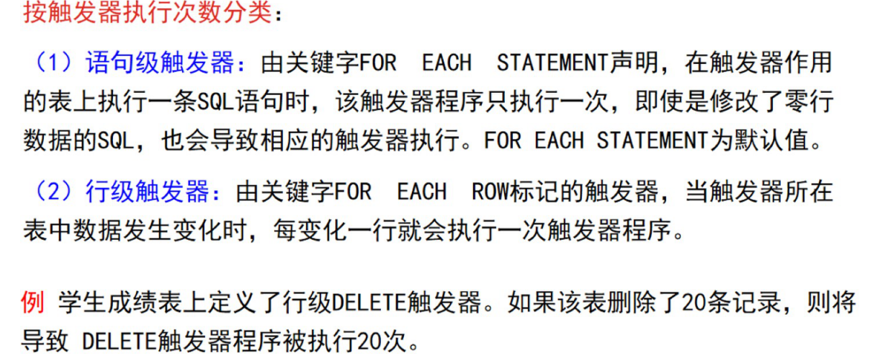 按触发器执行次数分类：
（1）语句级触发器：由关键字FOR EACH STATEMENT声明，在触发器作用
的表上执行一条SQL语句时，该触发器程序只执行一次，即使是修改了零行
数据的SQL，也会导致相应的触发器执行。FOR EACH STATEMENT为默认值。
（2）行级触发器：由关键字FOR EACH ROW标记的触发器，当触发器所在
表中数据发生变化时，每变化一行就会执行一次触发器程序。
例 学生成绩表上定义了行级DELETE触发器。如果该表删除了20条记录，则将
导致 DELETE触发器程序被执行20次。